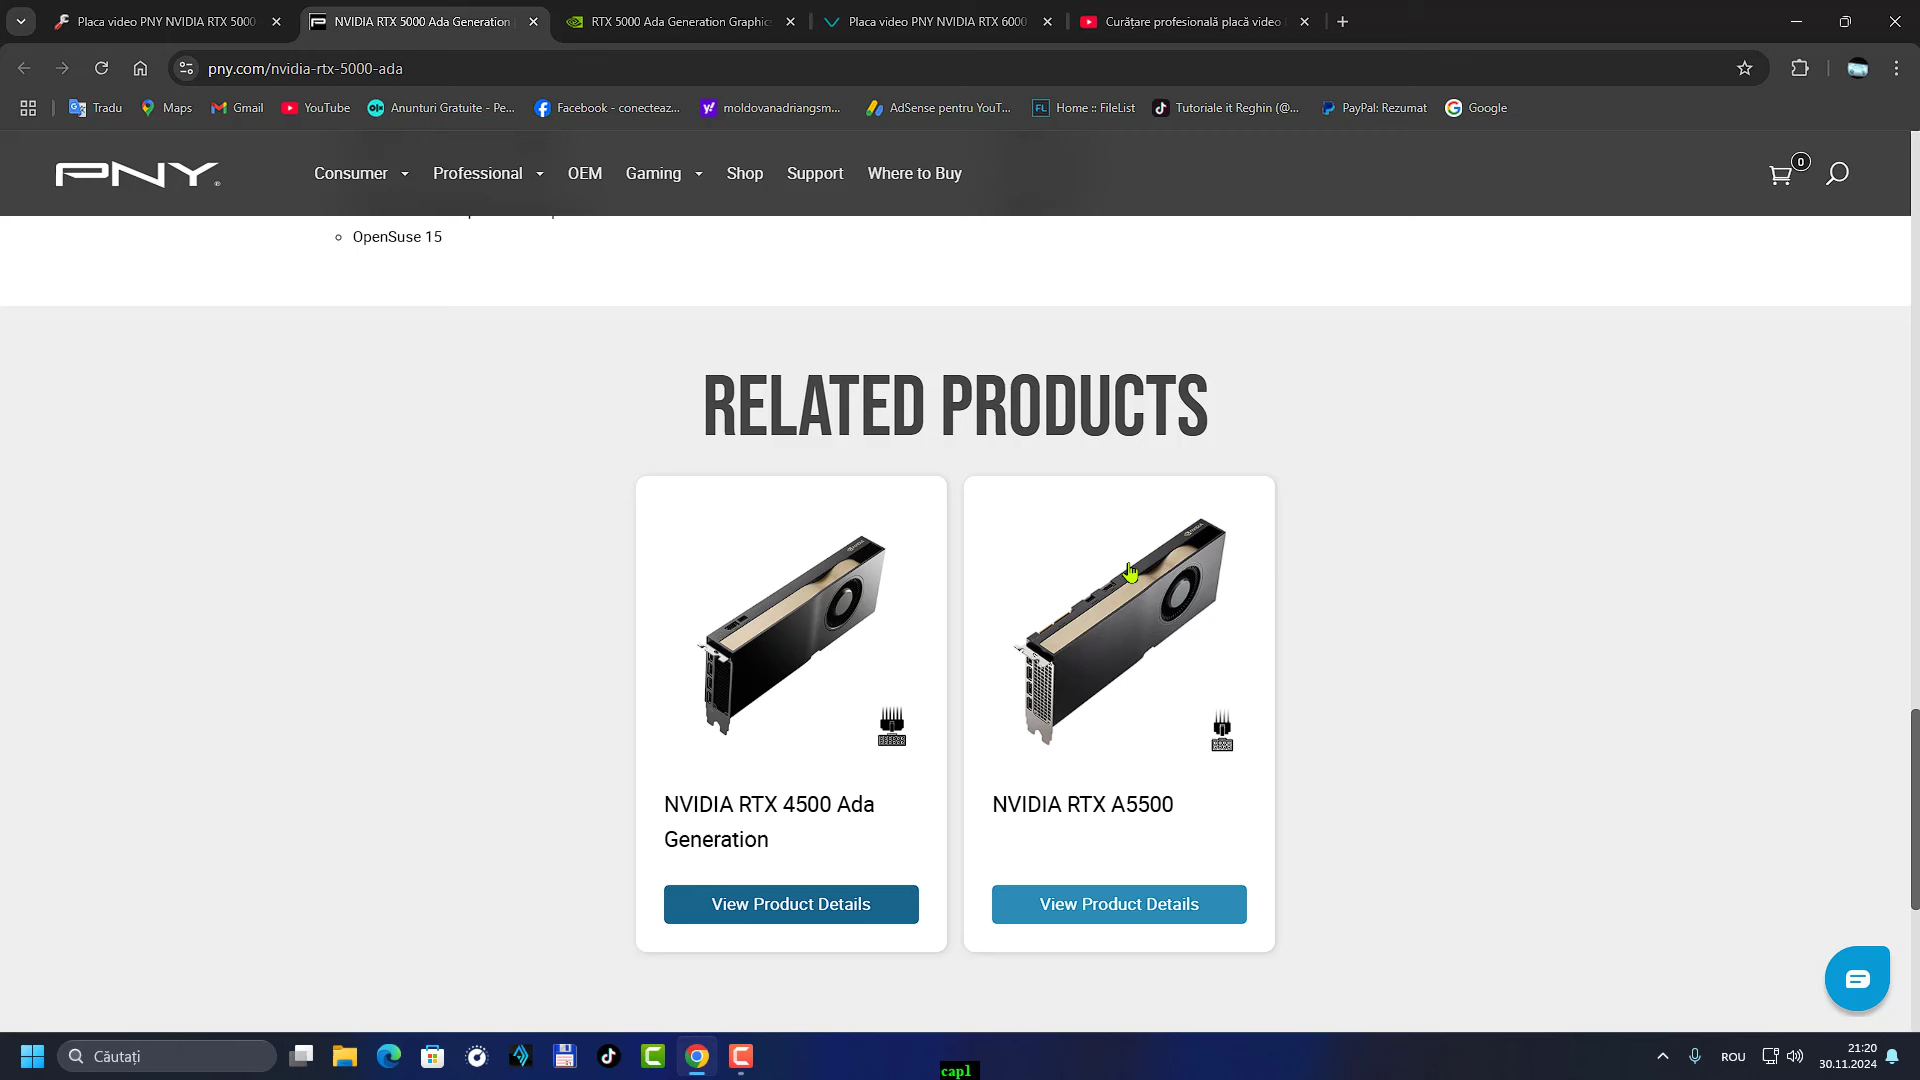 Placa video PNY NVIDIA RTX 5000
NVIDIA RTX 5000 Ada Generation
RTX 5000 Ada Generation Graphic
Placa video PNY NVIDIA RTX 6000
Curățare profesională placă video
pny.com/nvidia-rtx-5000-ada
Tradu
Maps
Gmail
YouTube
Anunturi Gratuite - Pe...
Facebook - conecteaz...
moldovanadriangsm...
AdSense pentru YouT...
FL
Home :: FileList
Tutoriale it Reghin (@...
PayPal: Rezumat
Google
PNY
Consumer
Professional
OEM
Gaming
Shop
Support
Where to Buy
0
OpenSuse 15
RELATED PRODUCTS
NVIDIA RTX 4500 Ada
Generation
View Product Details
NVIDIA RTX A5500
View Product Details
Căutați
capl
ROU
21:20
30.11.2024